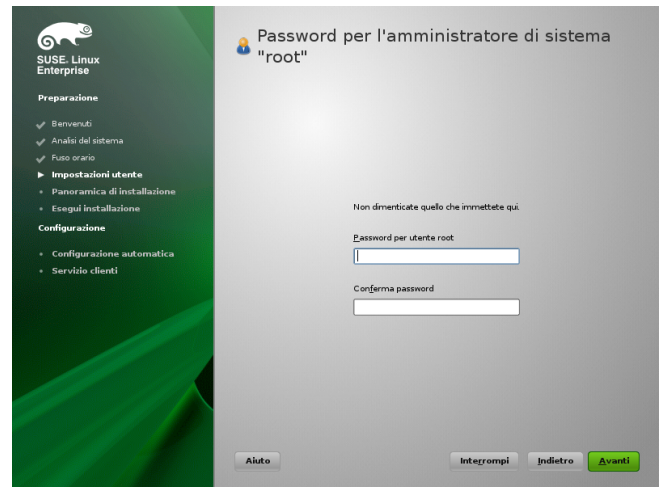 SUSE. Linux
Enterprise
Preparazione
Benvenuti
Analisi del sistema
Fuso orario
Impostazioni utente
Panoramica di installazione
Esegui installazione
Configurazione
Configurazione automatica
Servizio clienti
Password per l'amministratore di sistema
"root"
Non dimenticate quello che immettete qui.
Password per utente root
Conferma password
Aiuto
Interrompi
Indietro
Avanti